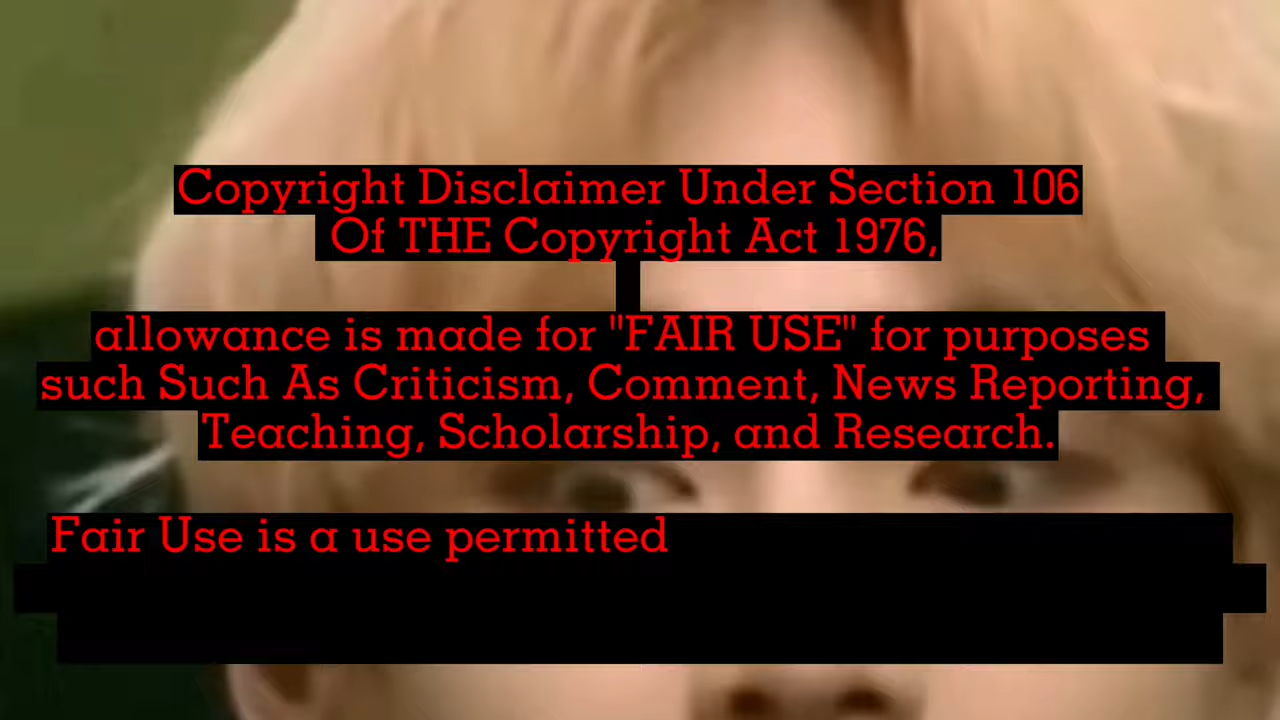 Copyright Disclaimer Under Section 106
Of THE Copyright Act 1976,
allowance is made for "FAIR USE" for purposes
such Such As Criticism, Comment, News Reporting,
Teaching, Scholarship, and Research.
Fair Use is a use permitted